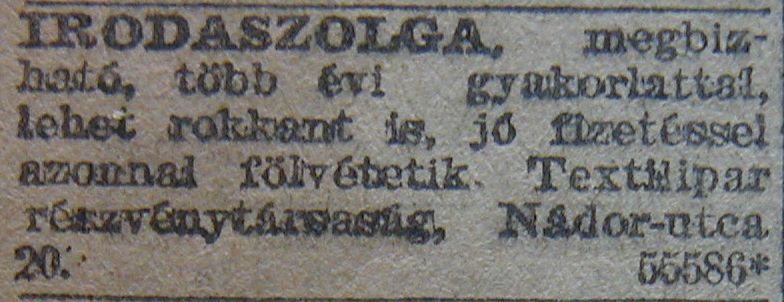 IRODASZOLGA, megbiz-
ható, több évi gyakorlattal,
lehet rokkant is, jó fizetéssel
azonnal fölvétetik. Textilipar
részvénytársaság, Nádor-utca
20. 55586*